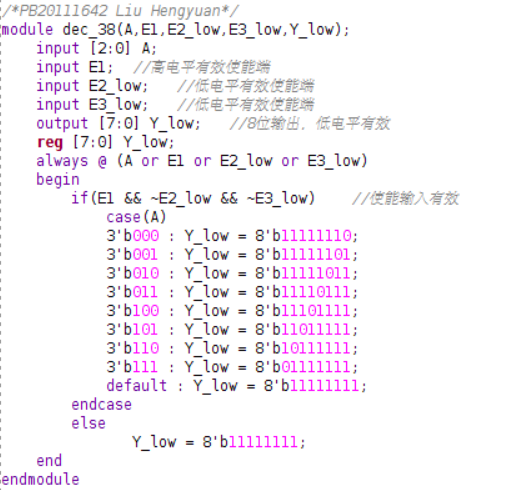 /*PB20111642 Liu Hengyuan*/
module dec_38(A,E1,E2_low,E3_low,Y_low);
input [2:0] A;
input E1; //高电平有效使能端
input E2_low; //低电平有效使能端
input E3_low; //低电平有效使能端
output [7:0] Y_low; //8位输出，低电平有效
reg [7:0] Y_low;
always @ (A or E1 or E2_low or E3_low)
begin
if(E1 && ~E2_low && ~E3_low) //使能输入有效
case(A)
3'b000 : Y_low = 8'b11111110;
3'b001 : Y_low = 8'b11111101;
3'b010 : Y_low = 8'b11111011;
3'b011 : Y_low = 8'b11110111;
3'b100 : Y_low = 8'b11101111;
3'b101 : Y_low = 8'b11011111;
3'b110 : Y_low = 8'b10111111;
3'b111 : Y_low = 8'b01111111;
default : Y_low = 8'b11111111;
endcase
else
Y_low = 8'b11111111;
end
endmodule